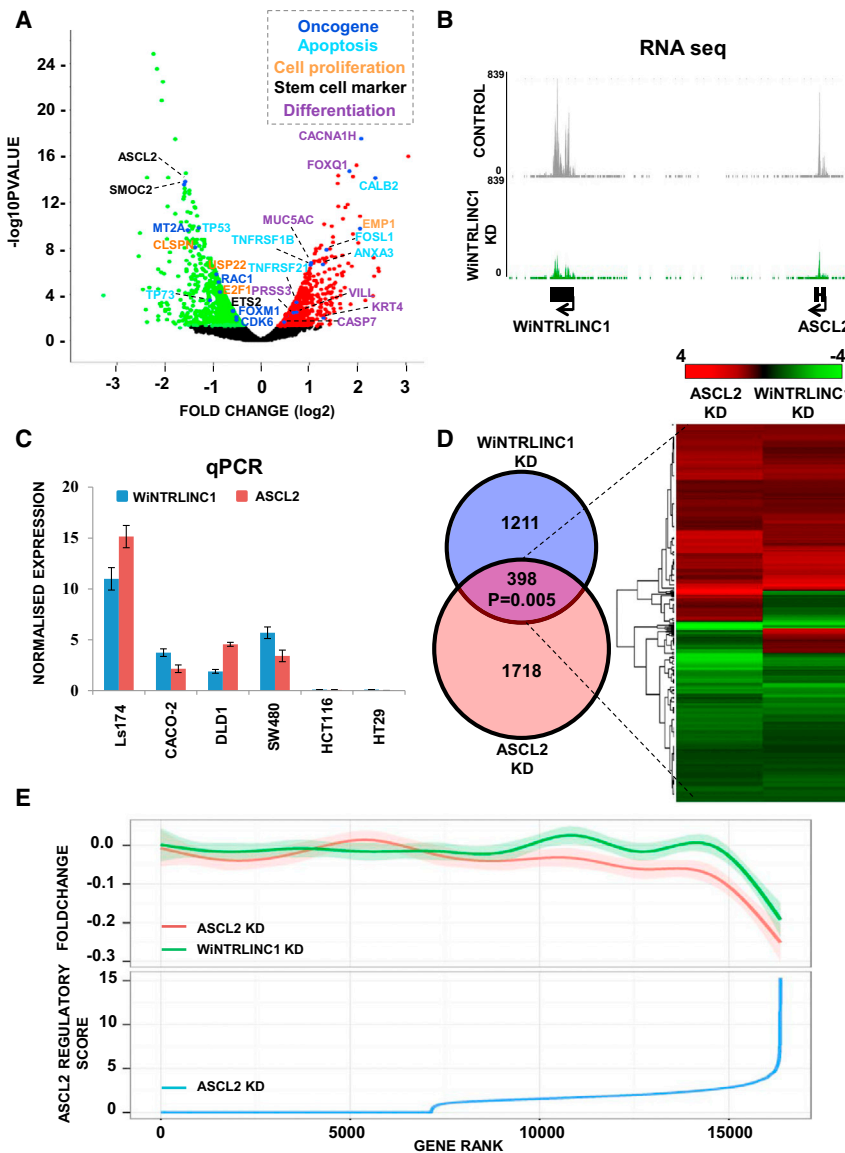 A
Oncogene
Apoptosis
Cell proliferation
Stem cell marker
Differentiation
-log10PVALUE
24 -
20 -
16 -
12 -
8 -
4 -
0 -
ASCL2
SMOC2
MT2A
TP53
CLSPN
USP22
RAC1
E2F1
TP73
ETS2
FOXM1
CDK6
CACNA1H
FOXQ1
CALB2
MUC5AC
EMP1
TNFRSF1B
FOSL1
ANXA3
TNFRSF21
PRSS3
VILL
KRT4
CASP7
-3 -2 -1 0 1 2 3
FOLD CHANGE (log2)
B
RNA seq
839
CONTROL
0
839
WiNTRLINC1 KD
0
WiNTRLINC1
ASCL2
C
qPCR
WiNTRLINC1
ASCL2
NORMALISED EXPRESSION
20
15
10
5
0
Ls174
CACO-2
DLD1
SW480
HCT116
HT29
D
WiNTRLINC1
KD
1211
398
P=0.005
1718
ASCL2
KD
4
-4
ASCL2 WiNTRLINC1
KD KD
E
FOLDCHANGE
0.0
-0.1
-0.2
-0.3
ASCL2 KD
WiNTRLINC1 KD
ASCL2 REGULATORY
SCORE
15
10
5
0
ASCL2 KD
0 5000 10000 15000
GENE RANK